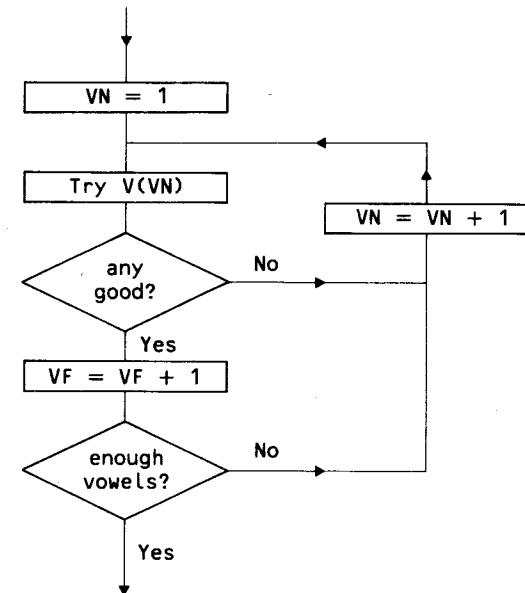 VN = 1
Try V(VN)
VN = VN + 1
any
good?
No
Yes
VF = VF + 1
enough
vowels?
No
Yes